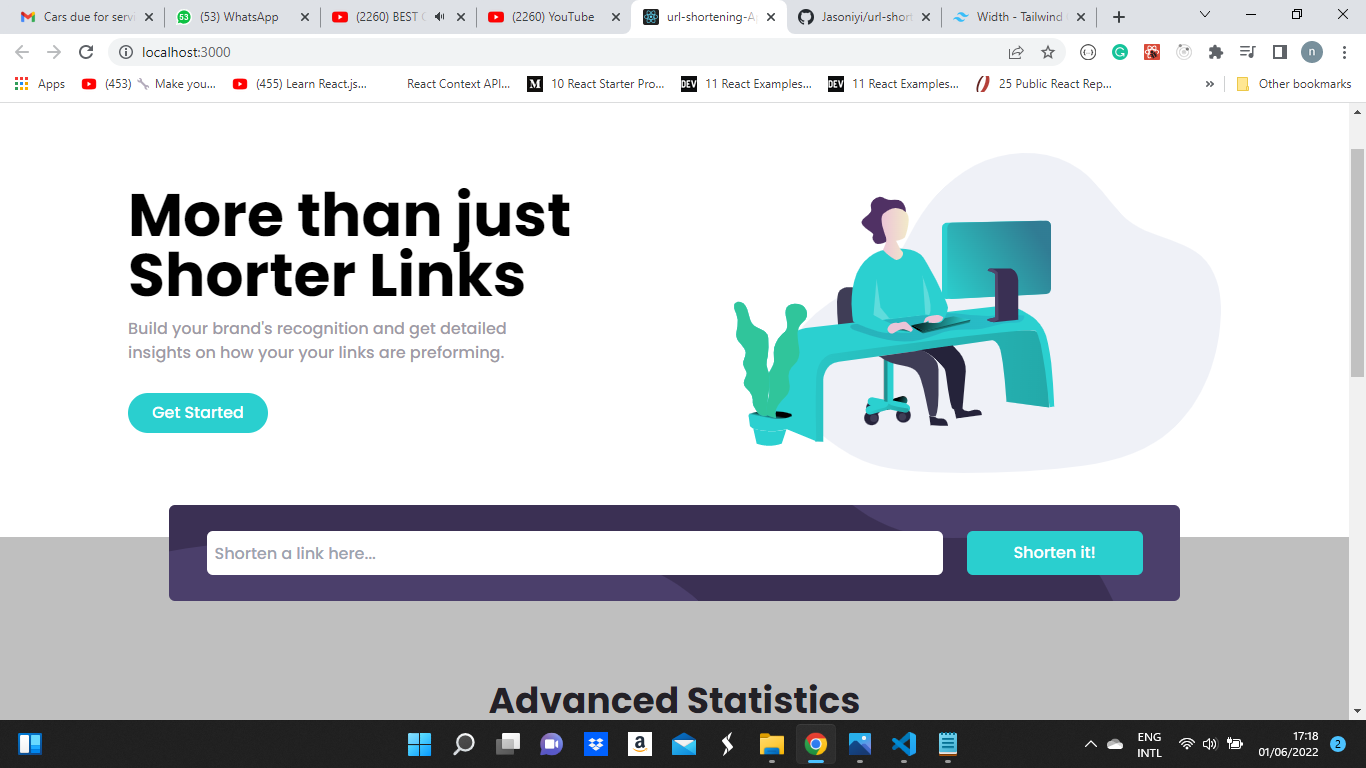 Cars due for servi
53
(53) WhatsApp
(2260) BEST
(2260) YouTube
url-shortening-A
Jasoniyi/url-short
Width - Tailwind
localhost:3000
n
Apps
(453) 🔧 Make you...
(455) Learn React.js...
React Context API...
M
10 React Starter Pro...
DEV
11 React Examples...
DEV
11 React Examples...
25 Public React Rep...
»
Other bookmarks
More than just
Shorter Links
Build your brand's recognition and get detailed
insights on how your your links are preforming.
Get Started
Shorten a link here...
Shorten it!
Advanced Statistics
a
ENG
INTL
17:18
01/06/2022
2